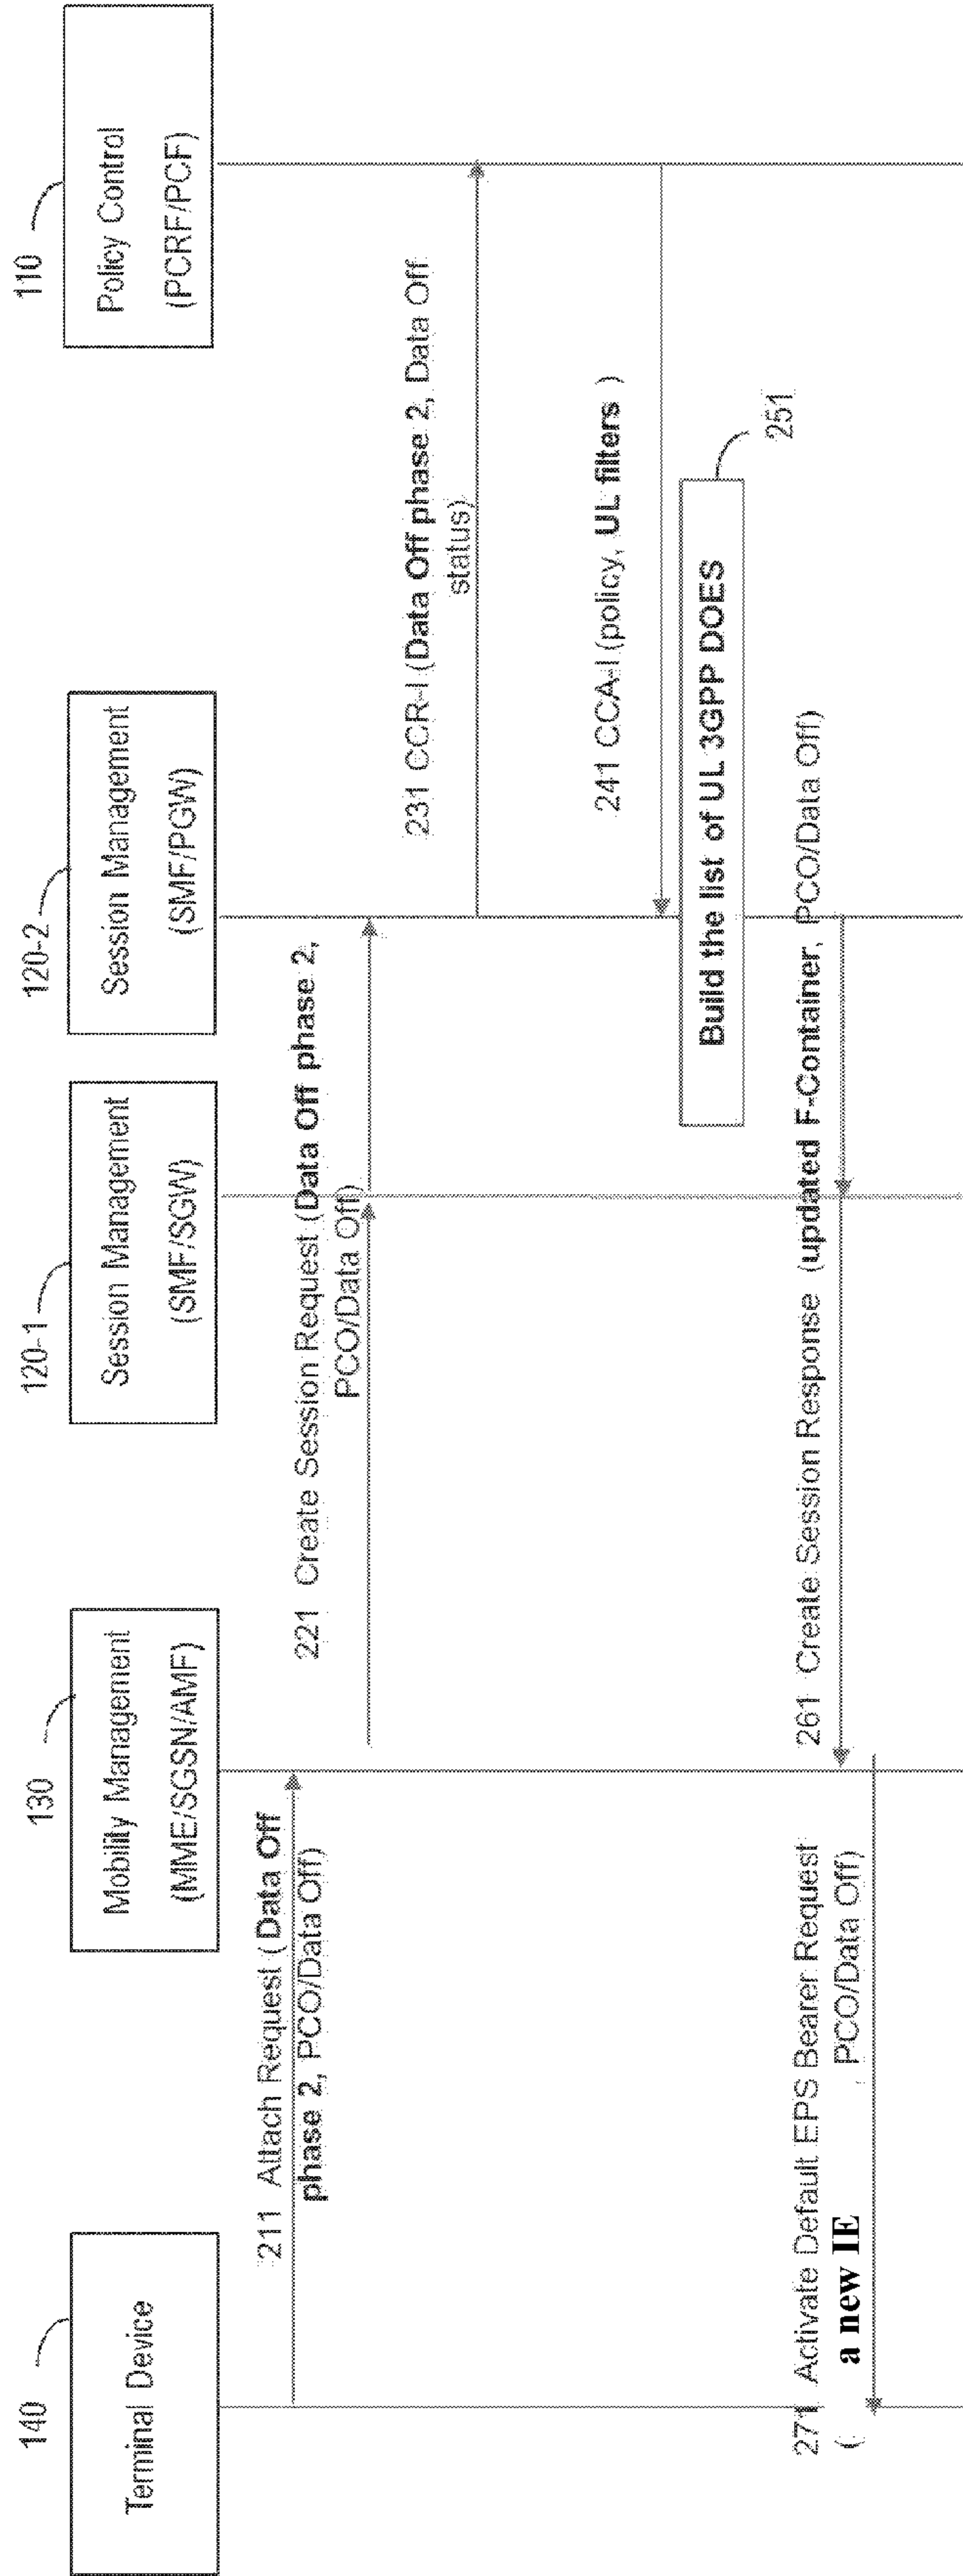 140
Terminal Device
130
Mobility Management
(MME/SGSN/AMF)
120-1
Session Management
(SMF/SGW)
120-2
Session Management
(SMF/PGW)
110
Policy Control
(PCRF/PCF)
211 Attach Request (Data Off
phase 2, PCO/Data Off)
221 Create Session Request (Data Off phase 2,
PCO/Data Off)
231 CCR-I (Data Off phase 2, Data Off
status)
241 CCA-I (policy, UL filters )
251
Build the list of UL 3GPP DOES
261 Create Session Response (updated F-Container, PCO/Data Off)
271 Activate Default EPS Bearer Request
( a new IE , PCO/Data Off)